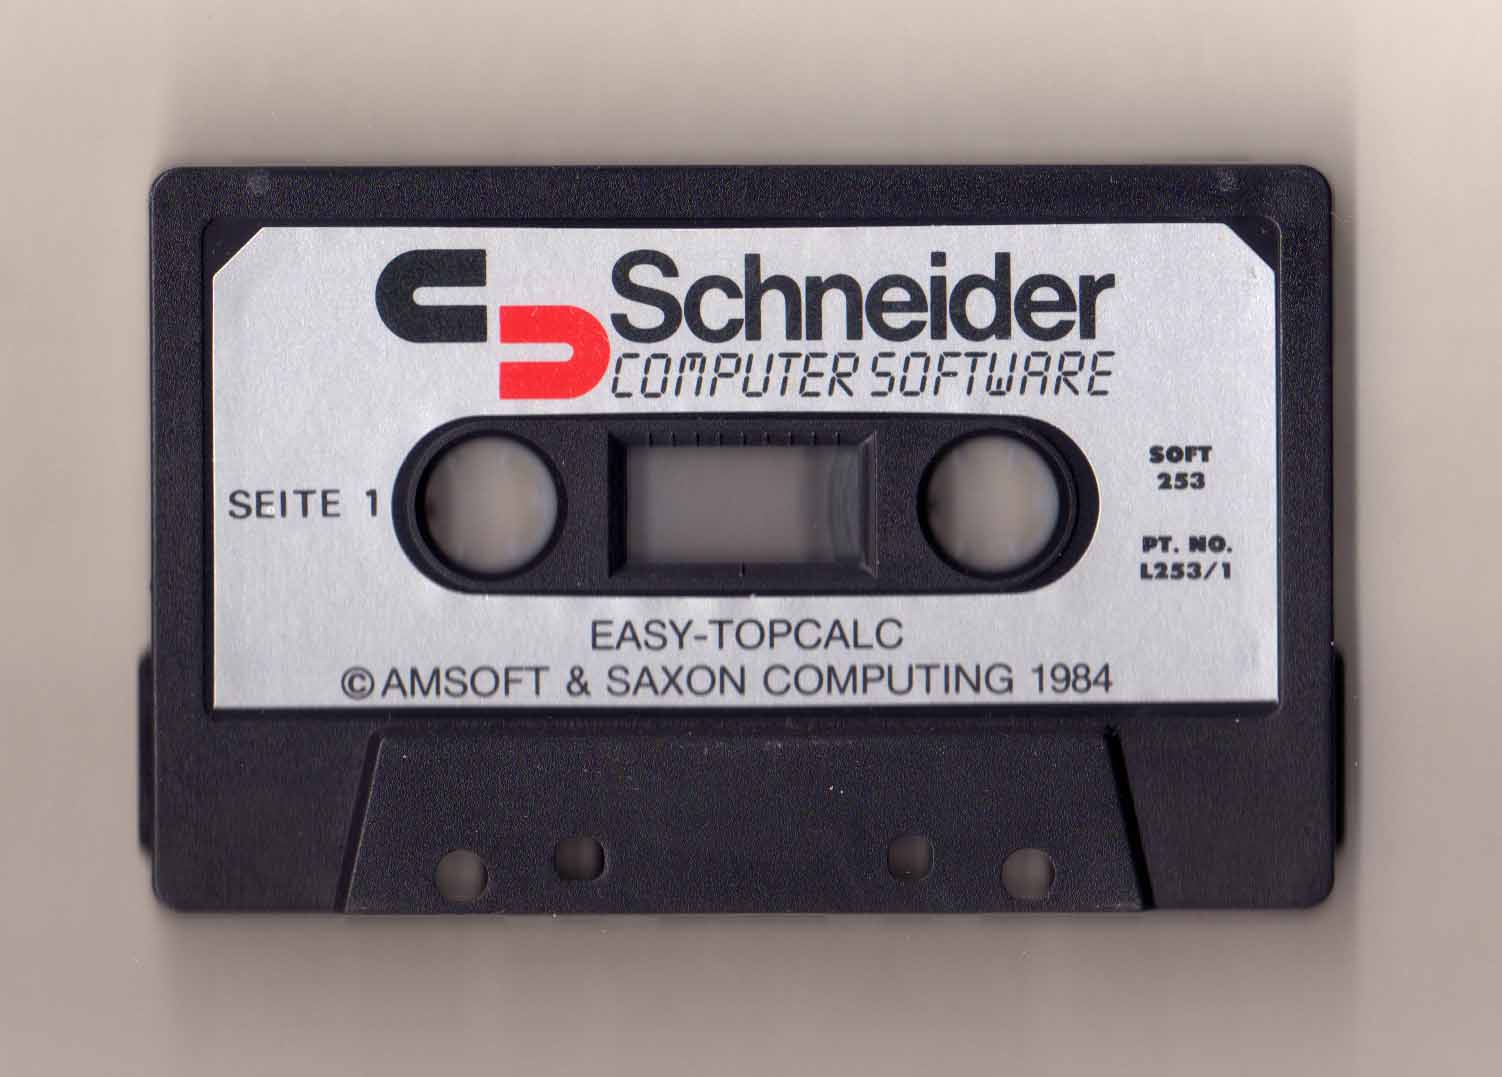 Schneider
COMPUTER SOFTWARE
SEITE 1
SOFT
253
PT. NO.
L253/1
EASY-TOPCALC
©AMSOFT & SAXON COMPUTING 1984